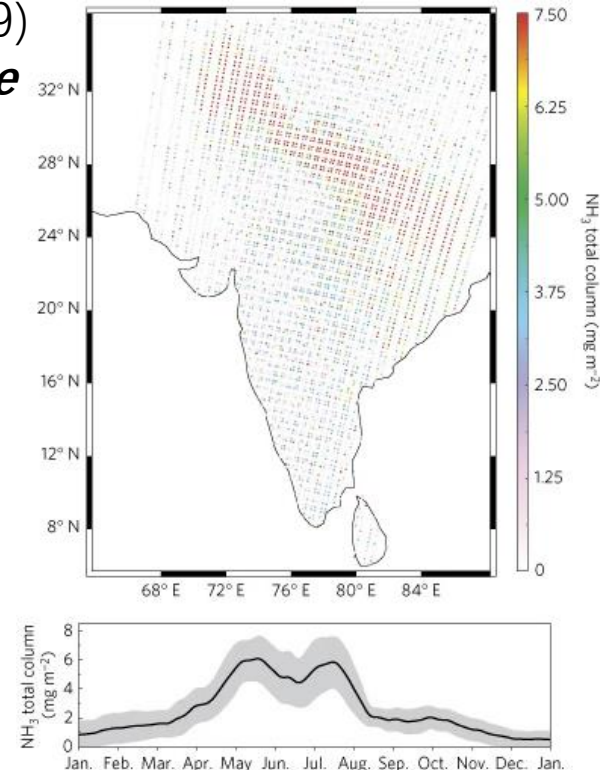 9)
e
32° N
28° N
24° N
20° N
16° N
12° N
8° N
68° E 72° E 76° E 80° E 84° E
7.50
6.25
5.00
3.75
2.50
1.25
0
NH₃ total column (mg m⁻²)
NH₃ total column
(mg m⁻²)
8
6
4
2
0
Jan. Feb. Mar. Apr. May Jun. Jul. Aug. Sep. Oct. Nov. Dec. Jan.